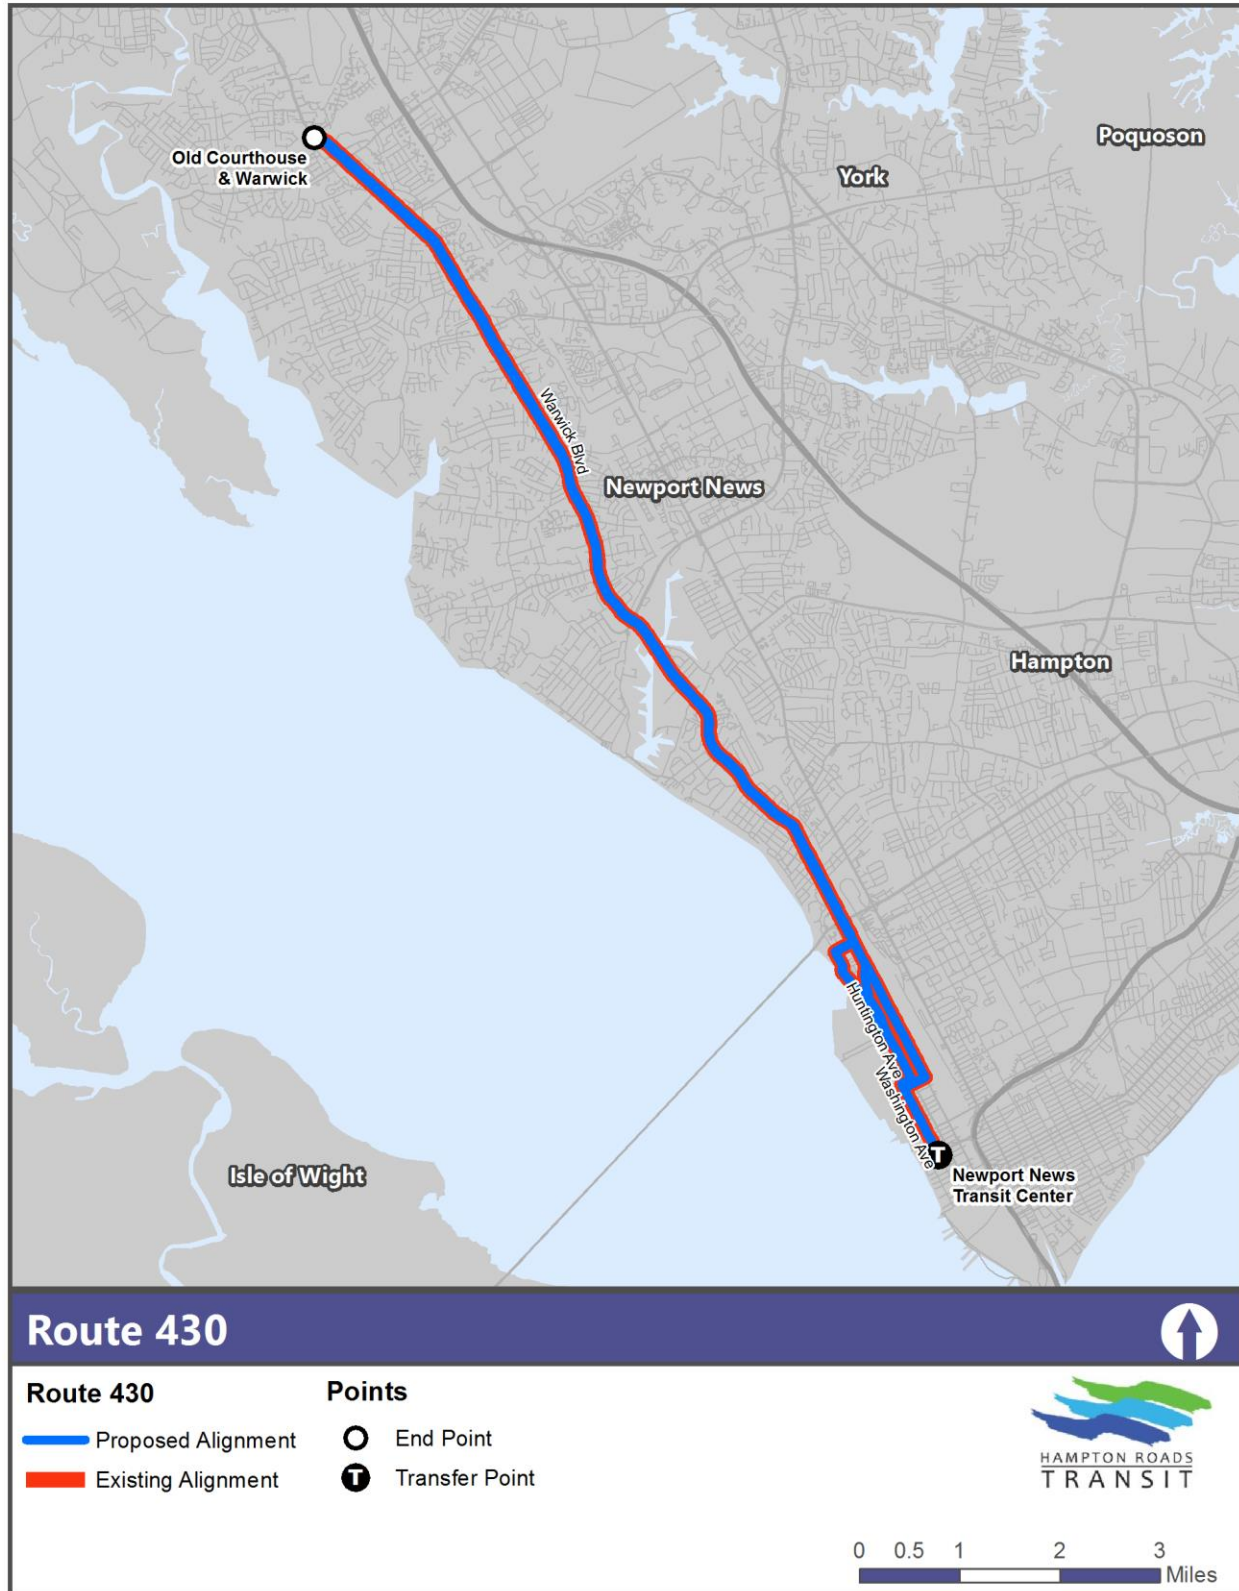 Poquoson
York
Old Courthouse
& Warwick
Warwick Blvd
Newport News
Hampton
Huntington Ave
Washington Ave
T
Newport News
Transit Center
Isle of Wight
Route 430
Route 430
Points
Proposed Alignment
End Point
Existing Alignment
T
Transfer Point
HAMPTON ROADS
TRANSIT
0 0.5 1 2 3
Miles